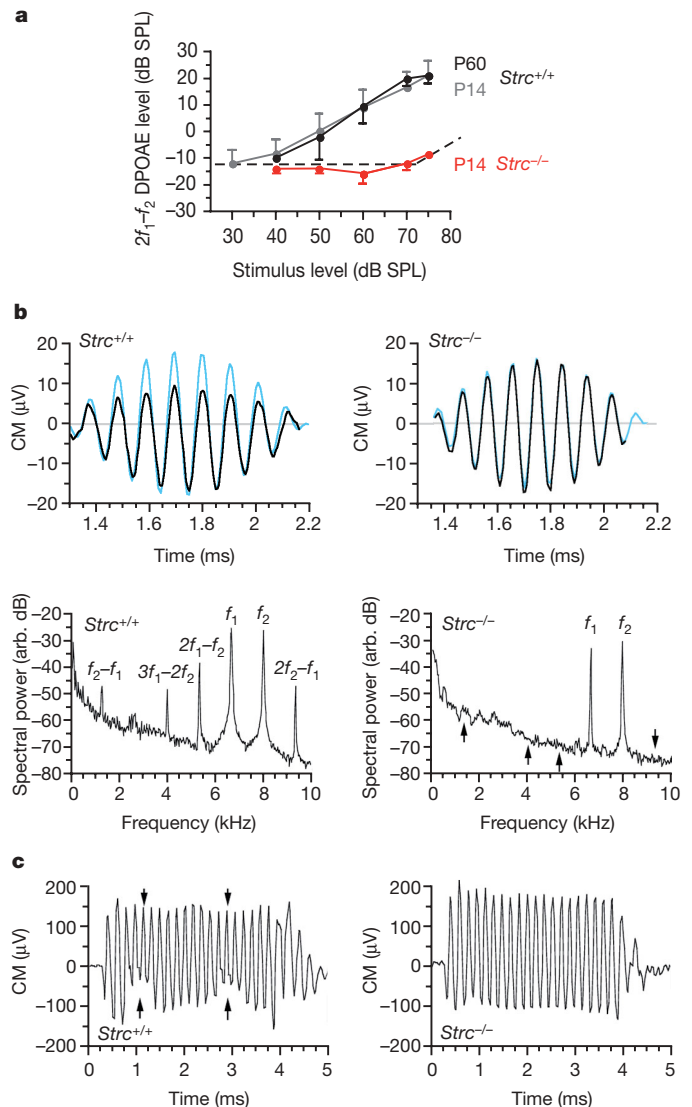 a
2f1–f2 DPOAE level (dB SPL)
30
20
10
0
–10
–20
–30
P60
P14
Strc+/+
P14 Strc–/–
30 40 50 60 70 80
Stimulus level (dB SPL)
b
Strc+/+
CM (μV)
20
10
0
–10
–20
1.4 1.6 1.8 2 2.2
Time (ms)
Strc–/–
CM (μV)
20
10
0
–10
–20
1.4 1.6 1.8 2 2.2
Time (ms)
Spectral power (arb. dB)
–20
–30
–40
–50
–60
–70
–80
Strc+/+
f1
f2
2f1–f2
f2–f1
3f1–2f2
2f2–f1
0 2 4 6 8 10
Frequency (kHz)
Spectral power (arb. dB)
–20
–30
–40
–50
–60
–70
–80
Strc–/–
f1
f2
0 2 4 6 8 10
Frequency (kHz)
c
CM (μV)
200
100
0
–100
–200
Strc+/+
0 1 2 3 4 5
Time (ms)
CM (μV)
200
100
0
–100
–200
Strc–/–
0 1 2 3 4 5
Time (ms)